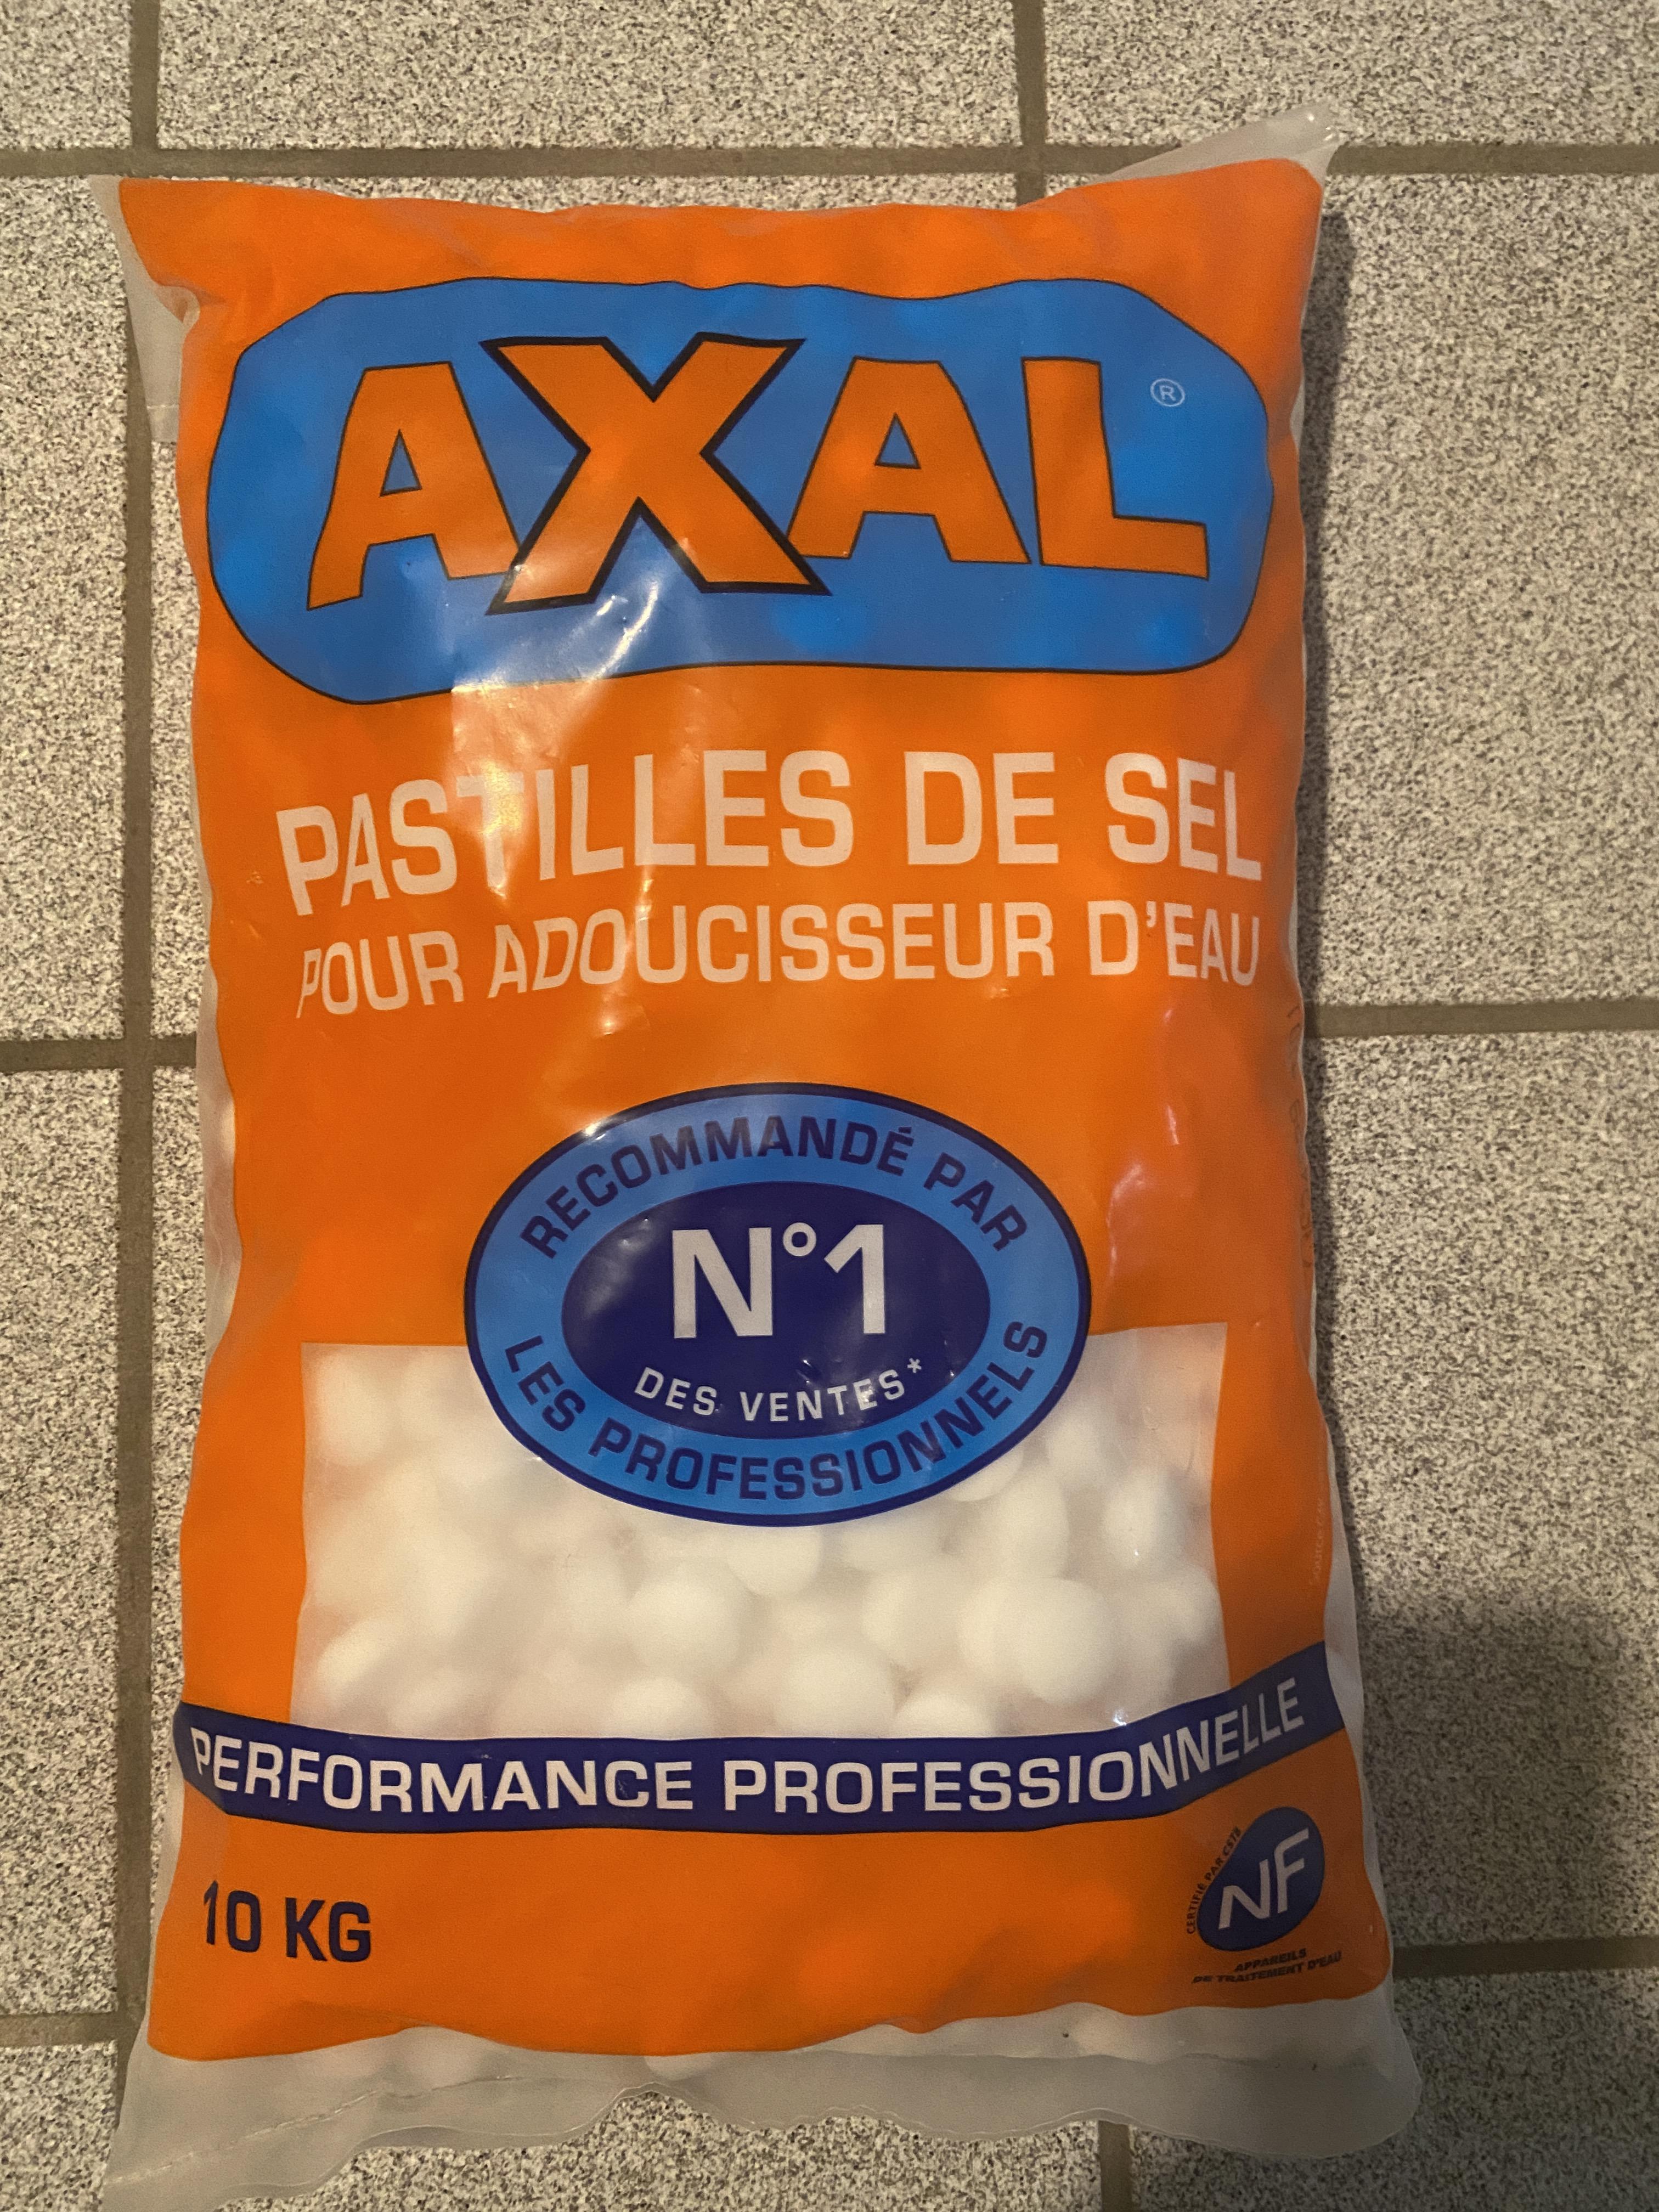 AXAL®
PASTILLES DE SEL
POUR ADOUCISSEUR D'EAU
RECOMMANDÉ PAR
N°1
DES VENTES*
LES PROFESSIONNELS
PERFORMANCE PROFESSIONNELLE
10 KG
CERTIFIÉ PAR CSTB
NF
APPAREILS
DE TRAITEMENT D'EAU